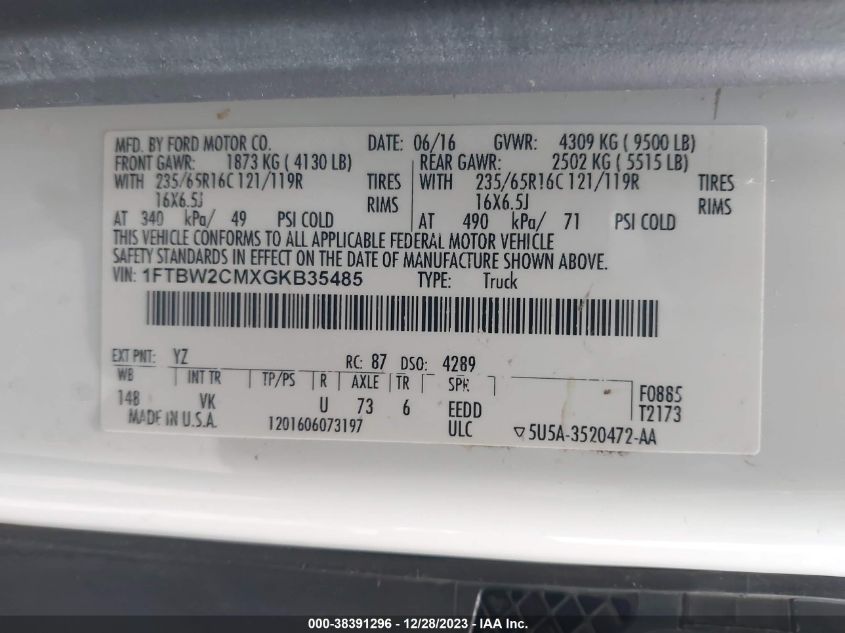 MFD. BY FORD MOTOR CO. DATE: 06/16 GVWR: 4309 KG ( 9500 LB)
FRONT GAWR: 1873 KG ( 4130 LB) REAR GAWR: 2502 KG ( 5515 LB)
WITH 235/65R16C 121/119R TIRES WITH 235/65R16C 121/119R TIRES
16X6.5J RIMS 16X6.5J RIMS
AT 340 kPa/ 49 PSI COLD AT 490 kPa/ 71 PSI COLD
THIS VEHICLE CONFORMS TO ALL APPLICABLE FEDERAL MOTOR VEHICLE
SAFETY STANDARDS IN EFFECT ON THE DATE OF MANUFACTURE SHOWN ABOVE.
VIN: 1FTBW2CMXGKB35485 TYPE: Truck
EXT PNT: YZ RC: 87 DSO: 4289
WB INT TR TP/PS R AXLE TR SPR F0885
148 VK U 73 6 EEDD T2173
MADE IN U.S.A. 1201606073197 ULC ▽5U5A-3520472-AA
000-38391296 - 12/28/2023 - IAA Inc.